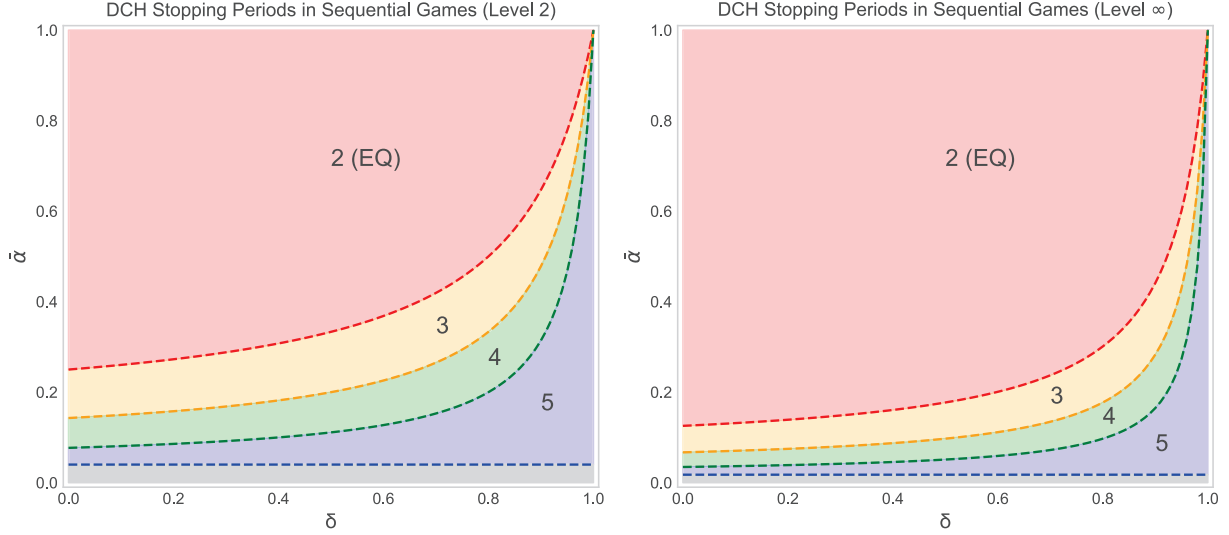 DCH Stopping Periods in Sequential Games (Level 2)
1.0
0.8
0.6
0.4
0.2
0.0
ᾱ
2 (EQ)
3
4
5
0.0 0.2 0.4 0.6 0.8 1.0
δ
DCH Stopping Periods in Sequential Games (Level ∞)
1.0
0.8
0.6
0.4
0.2
0.0
ᾱ
2 (EQ)
3
4
5
0.0 0.2 0.4 0.6 0.8 1.0
δ